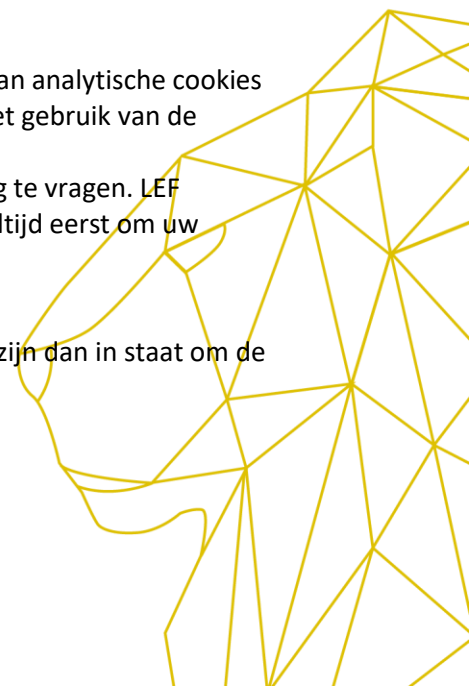 an analytische cookies
et gebruik van de
g te vragen. LEF
ltijd eerst om uw
zijn dan in staat om de